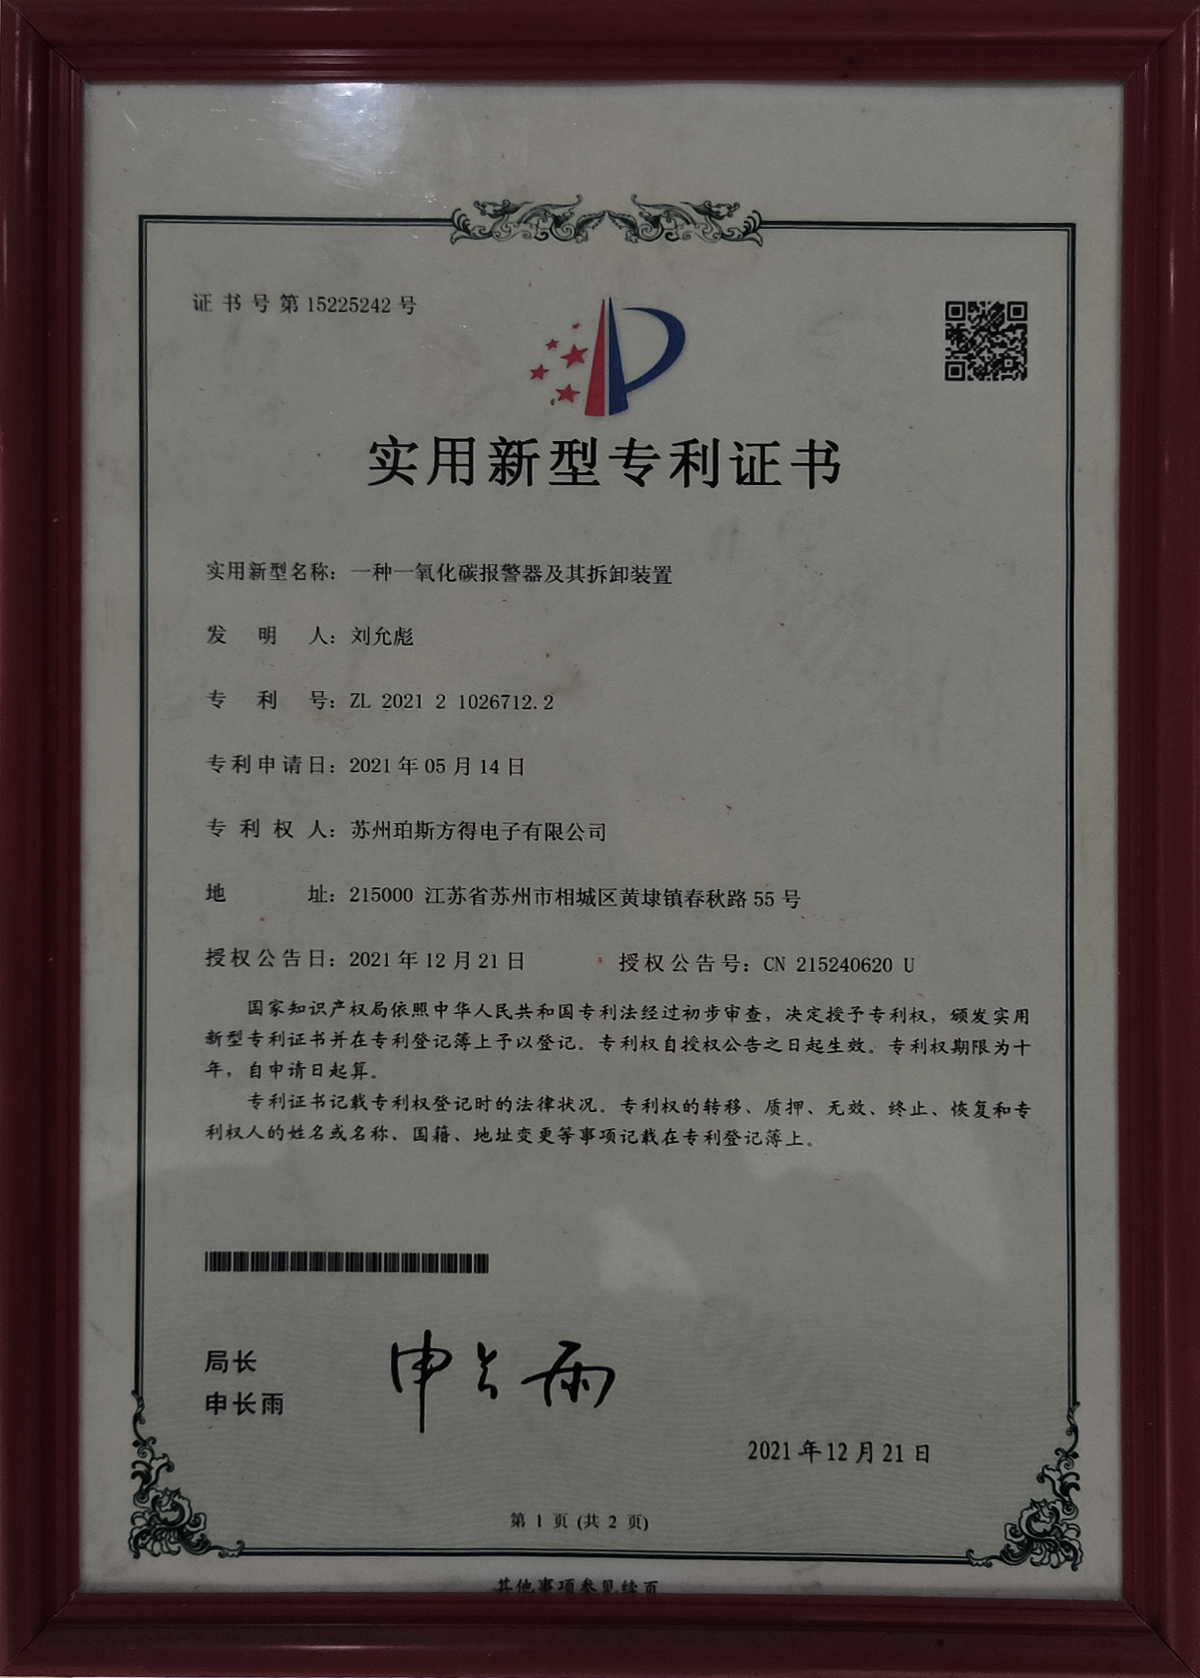 证书号第15225242号
实用新型专利证书
实用新型名称：一种一氧化碳报警器及其拆卸装置
发明人：刘允彪
专利号：ZL 2021 2 1026712.2
专利申请日：2021年05月14日
专利权人：苏州珀斯方得电子有限公司
地址：215000 江苏省苏州市相城区黄埭镇春秋路55号
授权公告日：2021年12月21日 授权公告号：CN 215240620 U
国家知识产权局依照中华人民共和国专利法经过初步审查，决定授予专利权，颁发实用
新型专利证书并在专利登记簿上予以登记。专利权自授权公告之日起生效。专利权期限为十
年，自申请日起算。
专利证书记载专利权登记时的法律状况。专利权的转移、质押、无效、终止、恢复和专
利权人的姓名或名称、国籍、地址变更等事项记载在专利登记簿上。
局长
申长雨
申长雨
2021年12月21日
第 1 页 (共 2 页)
其他事项参见续页